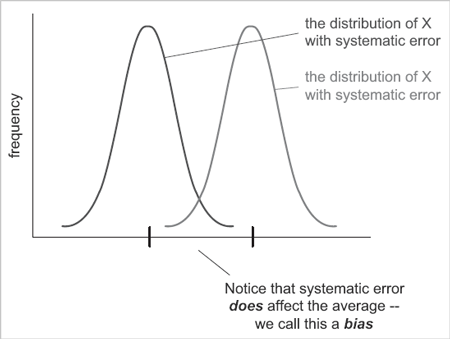 the distribution of X
with systematic error
the distribution of X
with systematic error
frequency
Notice that systematic error
does affect the average --
we call this a bias